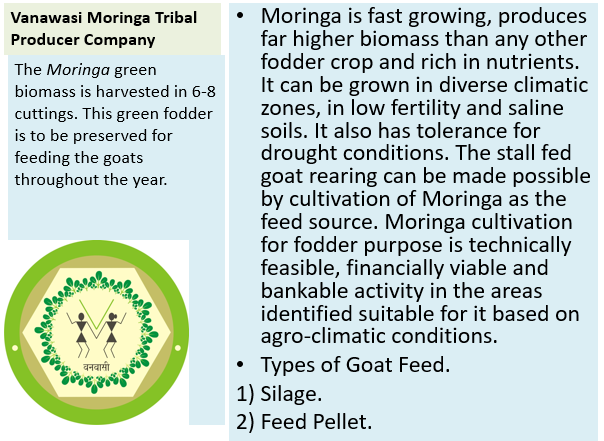 Vanawasi Moringa Tribal
Producer Company
The Moringa green
biomass is harvested in 6-8
cuttings. This green fodder
is to be preserved for
feeding the goats
throughout the year.
वनवासी
• Moringa is fast growing, produces
far higher biomass than any other
fodder crop and rich in nutrients.
It can be grown in diverse climatic
zones, in low fertility and saline
soils. It also has tolerance for
drought conditions. The stall fed
goat rearing can be made possible
by cultivation of Moringa as the
feed source. Moringa cultivation
for fodder purpose is technically
feasible, financially viable and
bankable activity in the areas
identified suitable for it based on
agro-climatic conditions.
• Types of Goat Feed.
1) Silage.
2) Feed Pellet.